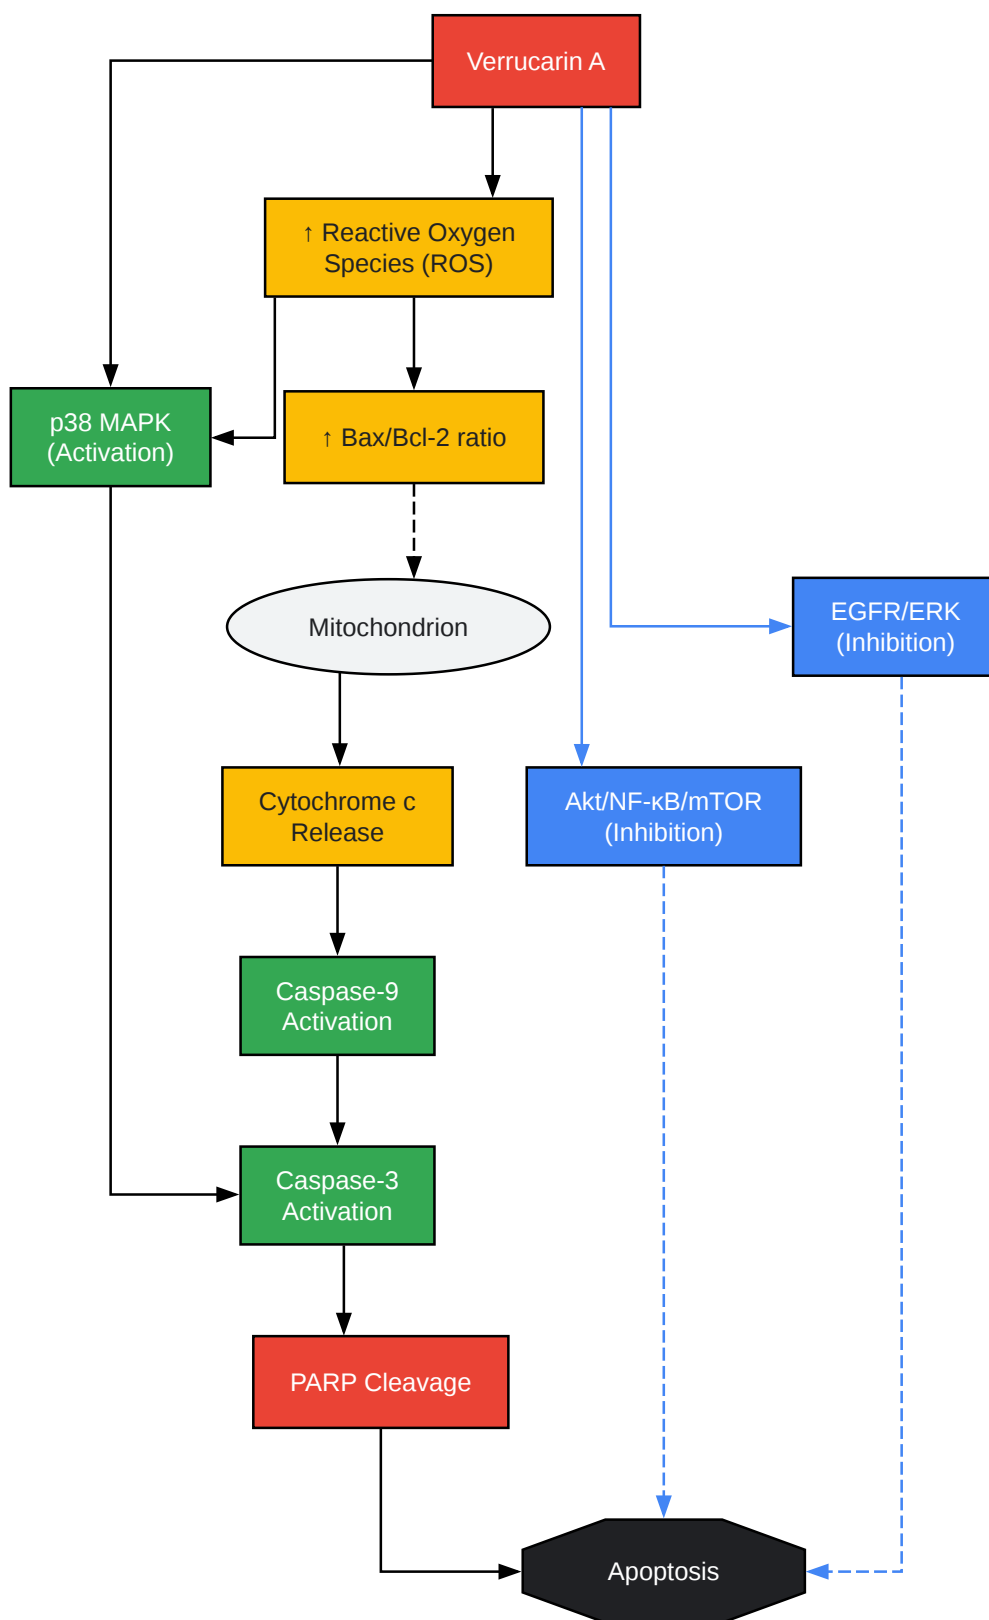 Verrucarin A
↑ Reactive Oxygen
Species (ROS)
p38 MAPK
(Activation)
↑ Bax/Bcl-2 ratio
Mitochondrion
EGFR/ERK
(Inhibition)
Cytochrome c
Release
Akt/NF-κB/mTOR
(Inhibition)
Caspase-9
Activation
Caspase-3
Activation
PARP Cleavage
Apoptosis